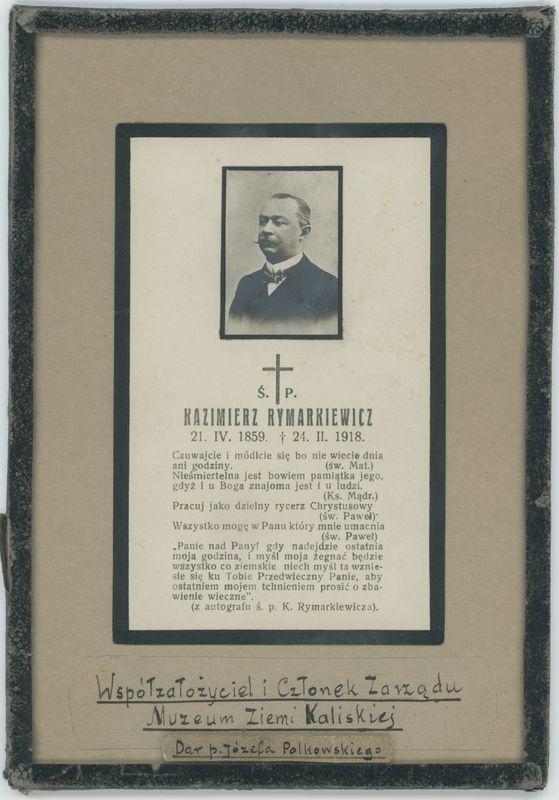 Ś. P.
KAZIMIERZ RYMARKIEWICZ
21. IV. 1859. † 24. II. 1918.
Czuwajcie i módlcie się bo nie wiecie dnia
ani godziny. (św. Mat.)
Nieśmiertelna jest bowiem pamiątka jego,
gdyż i u Boga znajoma jest i u ludzi.
(Ks. Mądr.)
Pracuj jako dzielny rycerz Chrystusowy
(św. Paweł)
Wszystko mogę w Panu który mnie umacnia
(św. Paweł)
„Panie nad Pany! gdy nadejdzie ostatnia
moja godzina, i myśl moja żegnać będzie
wszystko co ziemskie niech myśl ta wznie-
sie się ku Tobie Przedwieczny Panie, aby
ostatniem mojem tchnieniem prosić o zba-
wienie wieczne".
(z autografu ś. p. K. Rymarkiewicza).
Współzałożyciel i Członek Zarządu
Muzeum Ziemi Kaliskiej
Dar p. Józefa Polkowskiego